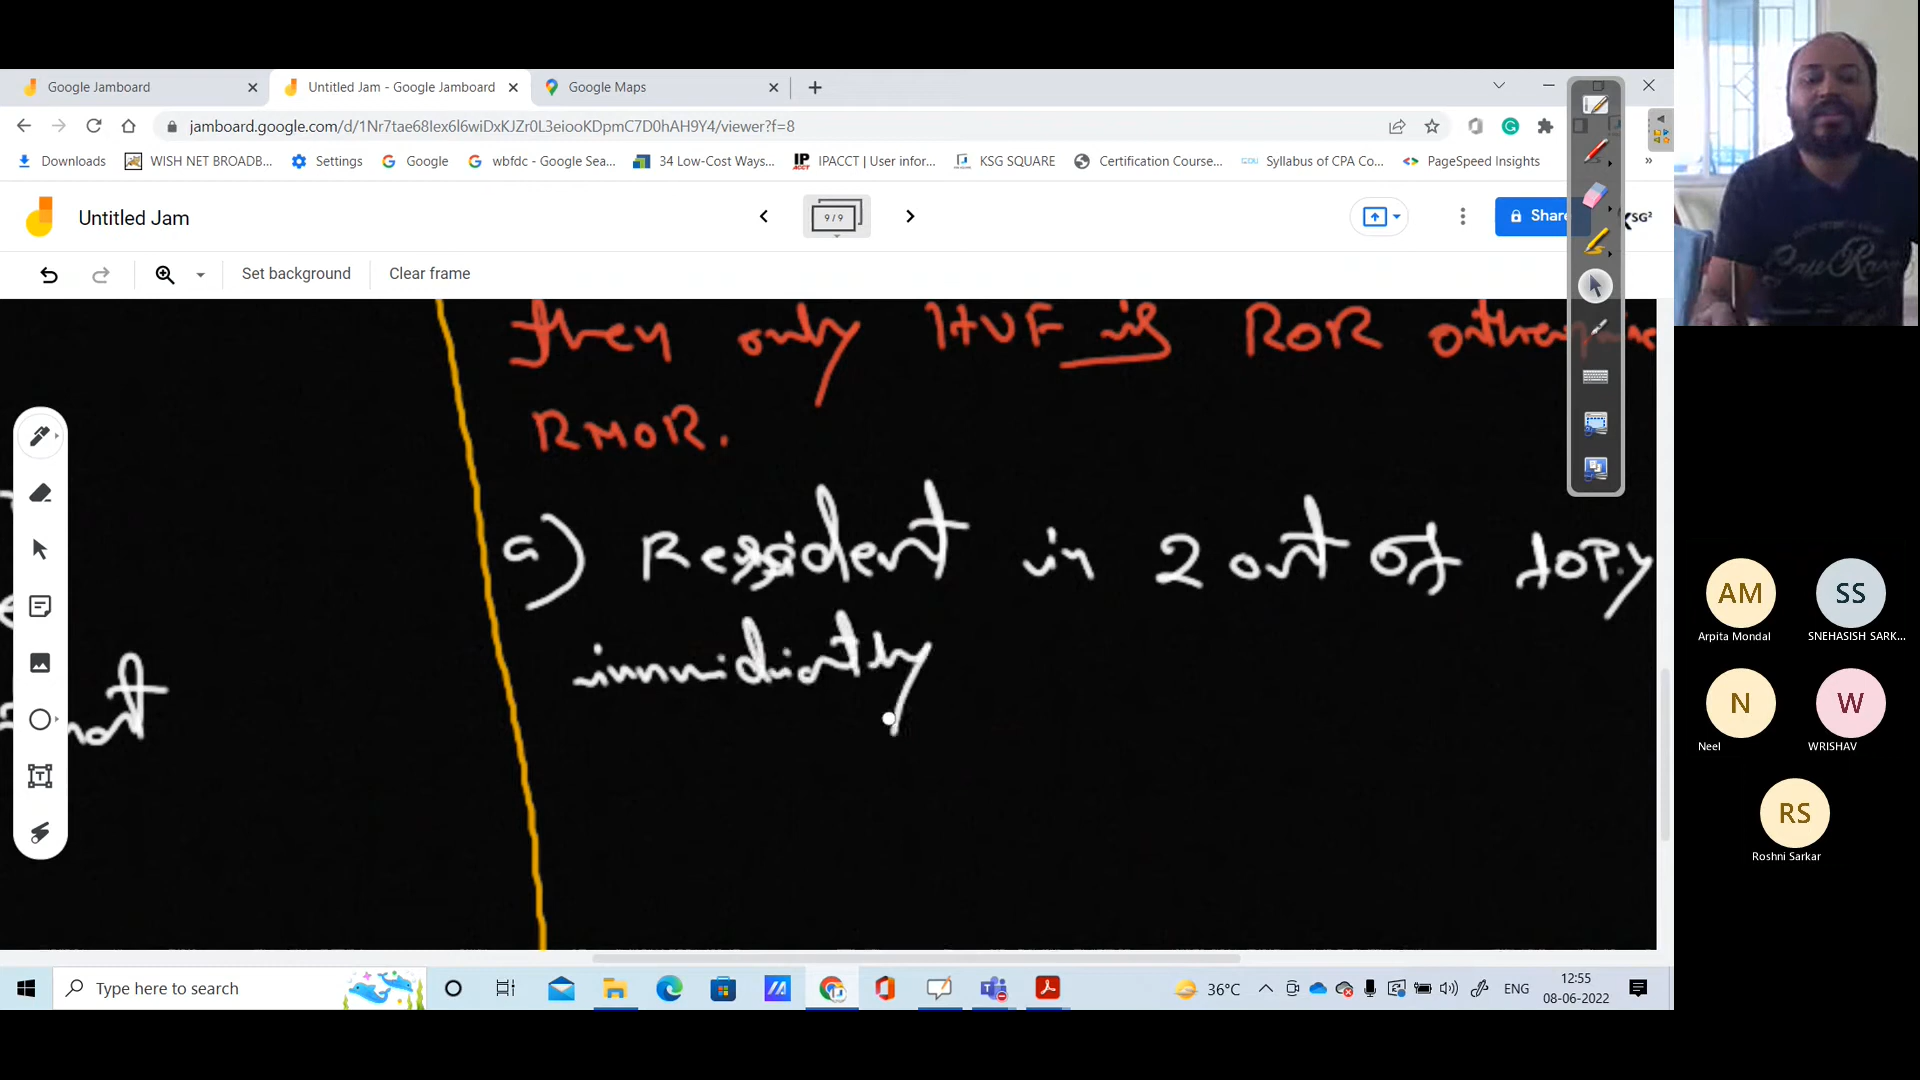 Google Jamboard
Untitled Jam - Google Jamboard
Google Maps
jamboard.google.com/d/1Nr7tae68Iex6l6wiDxKJZr0L3eiooKDpmC7D0hAH9Y4/viewer?f=8
Downloads
WISH NET BROADB...
Settings
Google
wbfdc - Google Sea...
34 Low-Cost Ways...
IPACCT | User infor...
KSG SQUARE
Certification Course...
Syllabus of CPA Co...
PageSpeed Insights
Untitled Jam
9/9
Share
KSG²
Set background
Clear frame
they only HUF is ROR
RNOR.
a) Resident in 2 out of 10 P.y
immidiatly
not
AM
SS
Arpita Mondal
SNEHASISH SARK...
N
W
Neel
WRISHAV
RS
Roshni Sarkar
Type here to search
36°C
ENG
12:55
08-06-2022